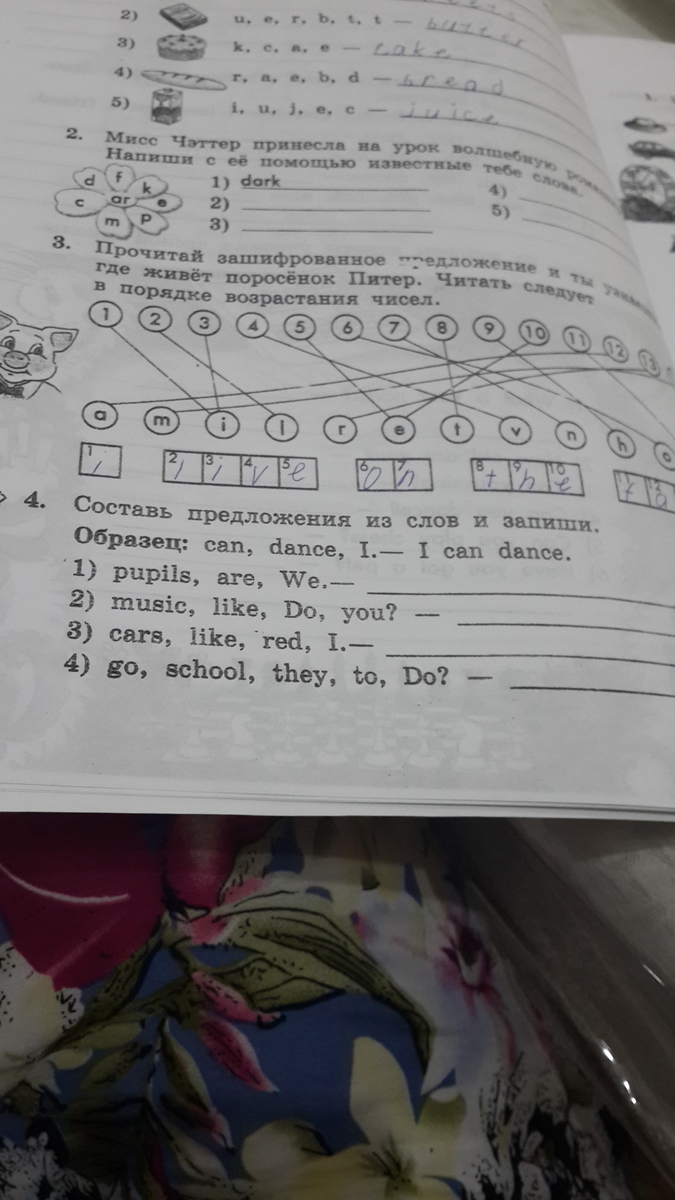 2) u, e, r, b, t, t — butter
3) k, c, a, e — cake
4) r, a, e, b, d — bread
5) i, u, j, e, c — juice
2. Мисс Чэттер принесла на урок волшебную
Напиши с её помощью известные тебе слова.
d f k c ar e m p
1) dark
2)
3)
4)
5)
3. Прочитай зашифрованное предложение и ты
где живёт поросёнок Питер. Читать следует
в порядке возрастания чисел.
1 2 3 4 5 6 7 8 9 10 11 12 13
a m i l r e t v n h o
1 i 2 l 3 i 4 v 5 e 6 o 7 n 8 t 9 h 10 e
4. Составь предложения из слов и запиши.
Образец: can, dance, I.— I can dance.
1) pupils, are, We.—
2) music, like, Do, you? —
3) cars, like, red, I.—
4) go, school, they, to, Do? —